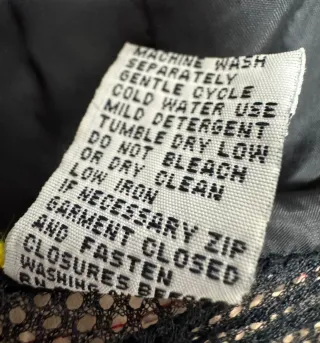 MACHINE WASH
SEPARATELY
GENTLE CYCLE
COLD WATER USE
MILD DETERGENT
TUMBLE DRY LOW
DO NOT BLEACH
OR DRY CLEAN
LOW IRON
IF NECESSARY ZIP
GARMENT CLOSED
AND FASTEN
CLOSURES BEFORE
WASHING